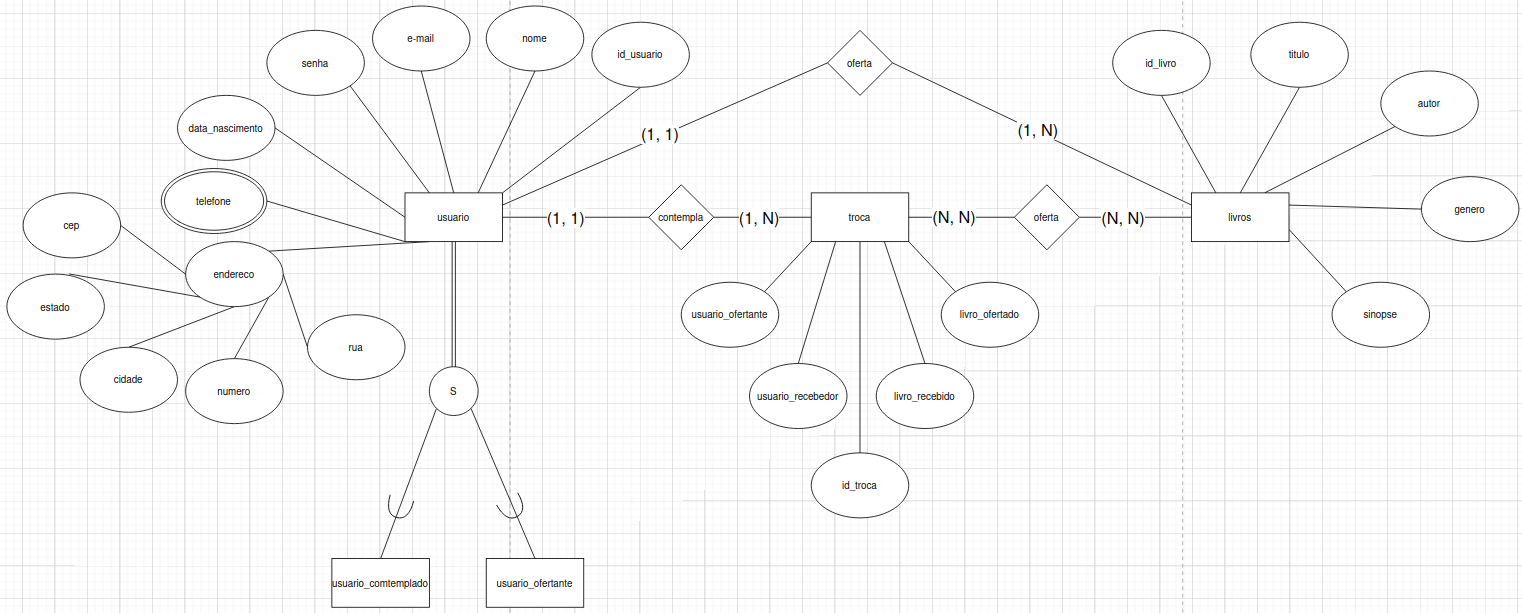 e-mail
nome
id_usuario
senha
oferta
id_livro
titulo
autor
data_nascimento
(1, 1)
(1, N)
telefone
cep
usuario
(1, 1)
contempla
(1, N)
troca
(N, N)
oferta
(N, N)
livros
genero
endereco
estado
rua
cidade
numero
usuario_ofertante
livro_ofertado
sinopse
S
usuario_recebedor
livro_recebido
id_troca
usuario_comtemplado
usuario_ofertante